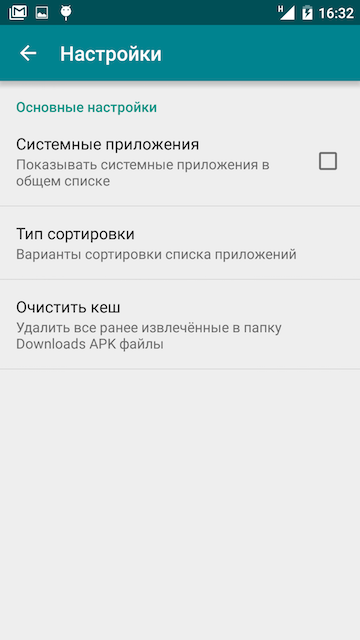 H 16:32
Настройки
Основные настройки
Системные приложения
Показывать системные приложения в
общем списке
Тип сортировки
Варианты сортировки списка приложений
Очистить кеш
Удалить все ранее извлечённые в папку
Downloads APK файлы